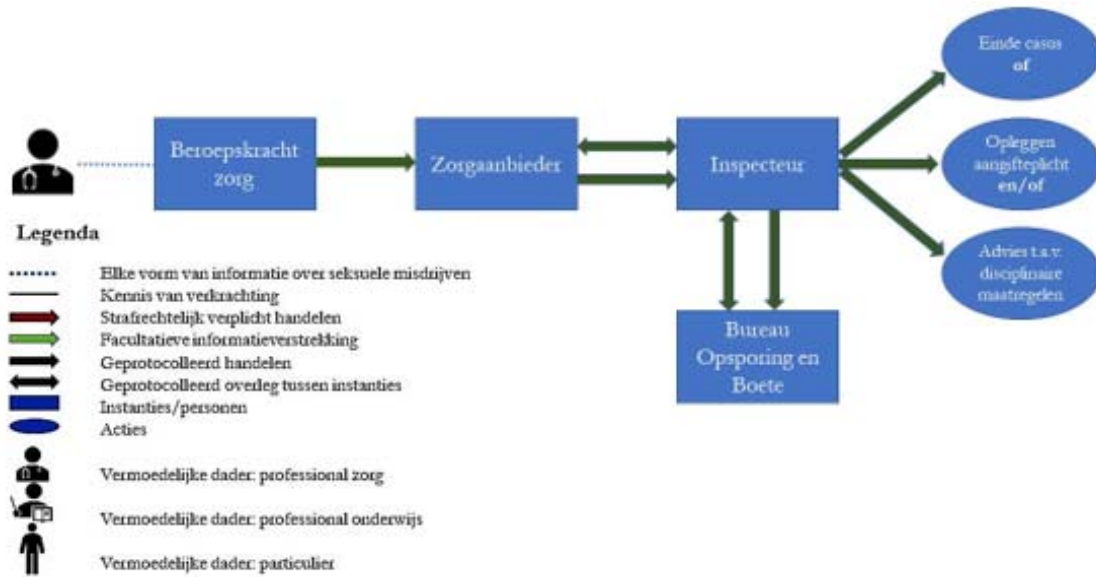 Beroepskracht
zorg
Zorgaanbieder
Inspecteur
Einde casus
of
Opleggen
aangifteplicht
en/of
Advies t.a.v.
disciplinaire
maatregelen
Bureau
Opsporing en
Boete
Legenda
Elke vorm van informatie over seksuele misdrijven
Kennis van verkrachting
Strafrechtelijk verplicht handelen
Facultatieve informatieverstrekking
Geprotocolleerd handelen
Geprotocolleerd overleg tussen instanties
Instanties/personen
Acties
Vermoedelijke dader: professional zorg
Vermoedelijke dader: professional onderwijs
Vermoedelijke dader: particulier